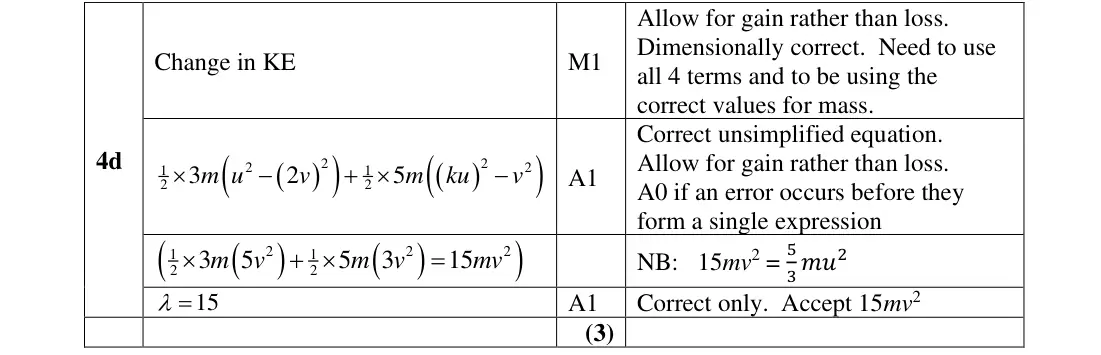 4d
Change in KE
M1
Allow for gain rather than loss.
Dimensionally correct. Need to use
all 4 terms and to be using the
correct values for mass.
½×3m(u²−(2v)²)+½×5m((ku)²−v²)
A1
Correct unsimplified equation.
Allow for gain rather than loss.
A0 if an error occurs before they
form a single expression
(½×3m(5v²)+½×5m(3v²)=15mv²)
NB: 15mv² = 5/3 mu²
λ = 15
A1
Correct only. Accept 15mv²
(3)